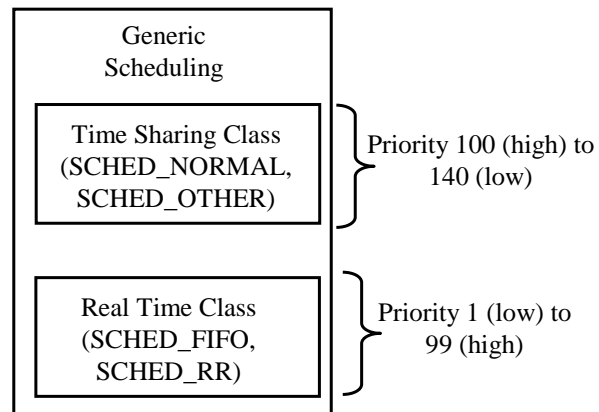 Generic
Scheduling
Time Sharing Class
(SCHED_NORMAL,
SCHED_OTHER)
Priority 100 (high) to
140 (low)
Real Time Class
(SCHED_FIFO,
SCHED_RR)
Priority 1 (low) to
99 (high)